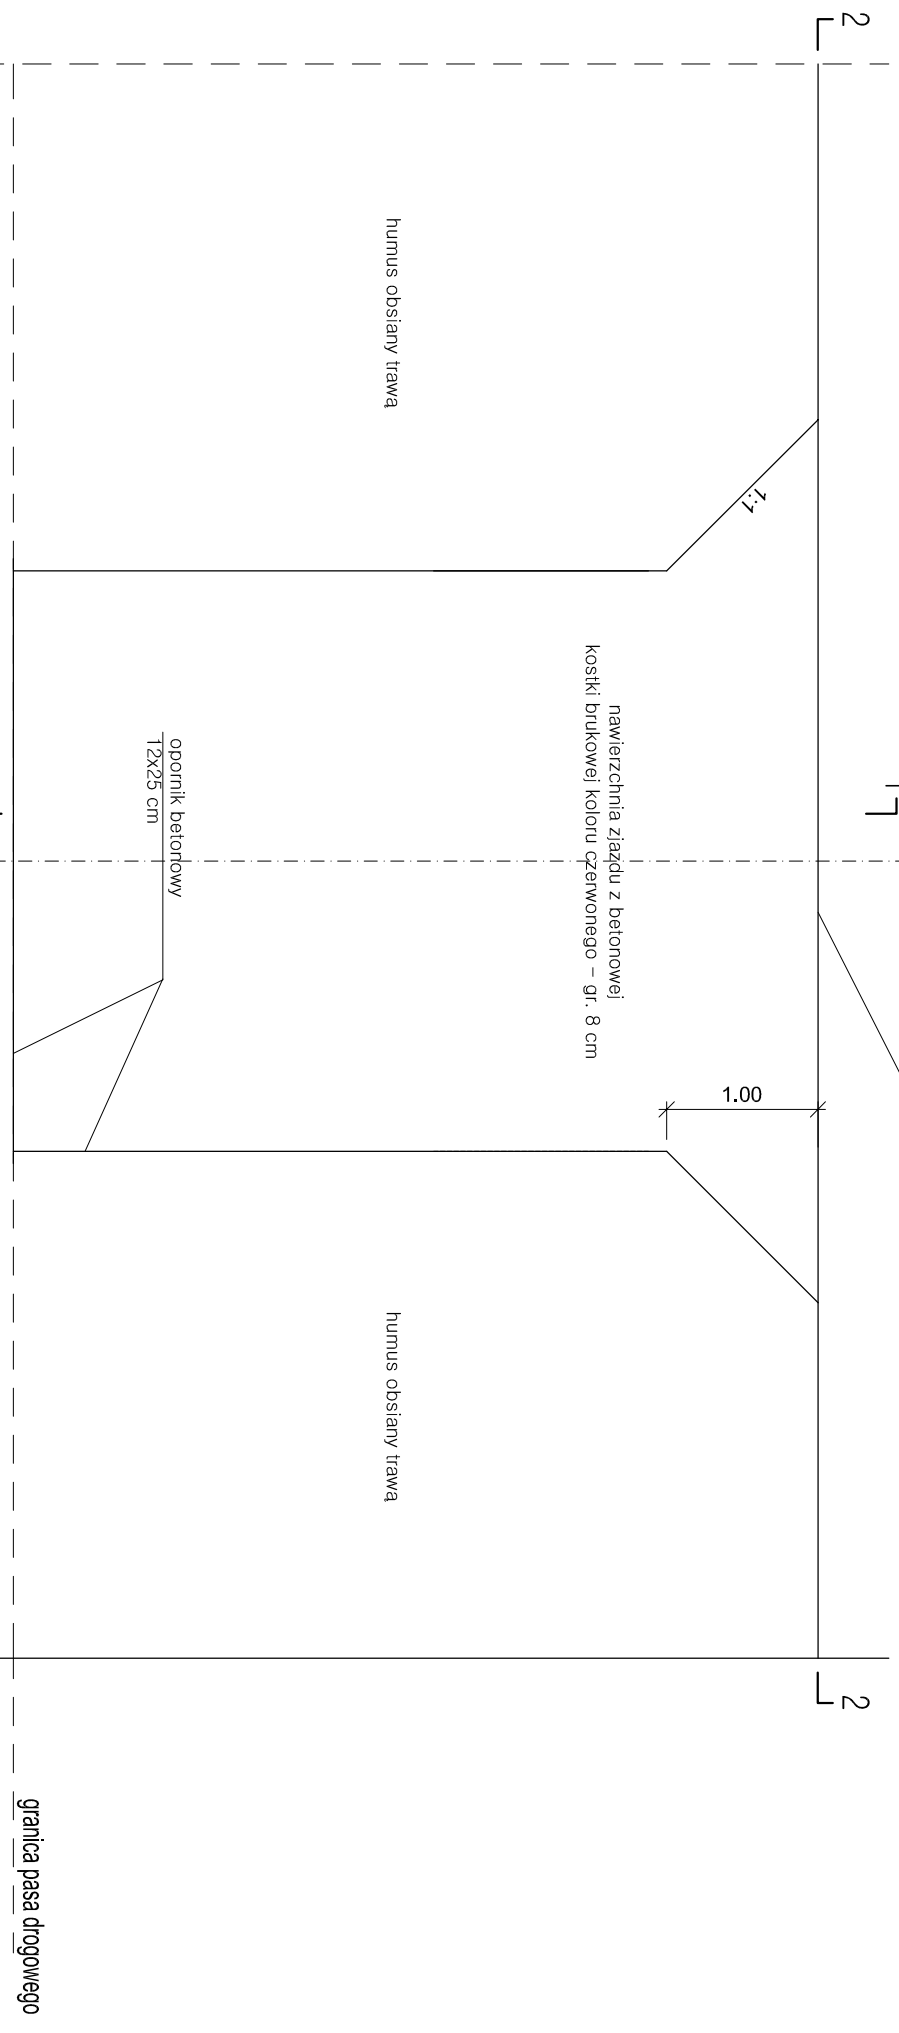 2
1
humus obsiany trawą
1:1
nawierzchnia zjazdu z betonowej
kostki brukowej koloru czerwonego - gr. 8 cm
opornik betonowy
12x25 cm
1.00
humus obsiany trawą
2
granica pasa drogowego